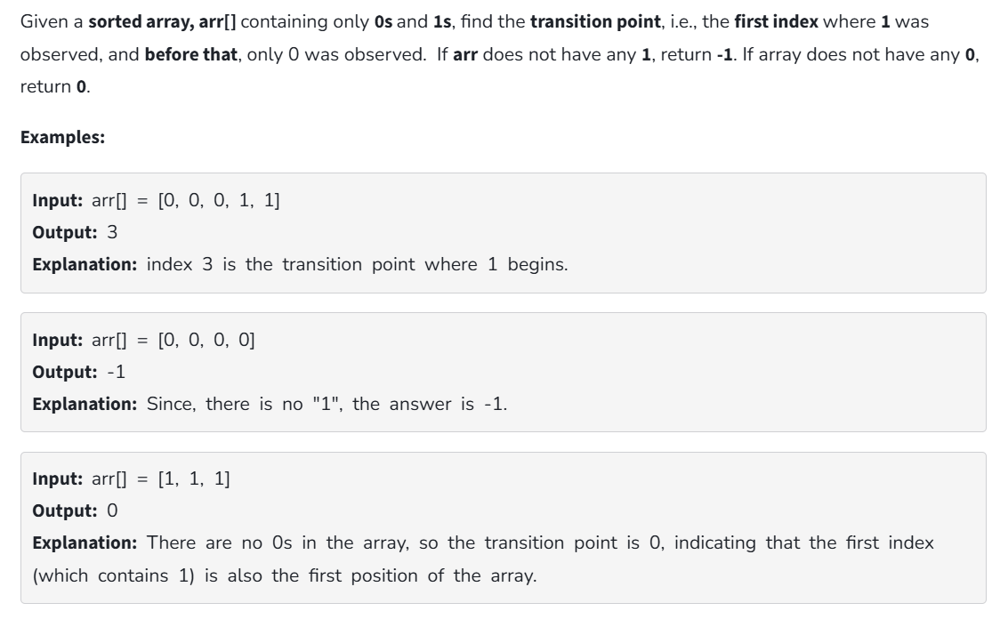 Given a sorted array, arr[] containing only 0s and 1s, find the transition point, i.e., the first index where 1 was
observed, and before that, only 0 was observed. If arr does not have any 1, return -1. If array does not have any 0,
return 0.
Examples:
Input: arr[] = [0, 0, 0, 1, 1]
Output: 3
Explanation: index 3 is the transition point where 1 begins.
Input: arr[] = [0, 0, 0, 0]
Output: -1
Explanation: Since, there is no "1", the answer is -1.
Input: arr[] = [1, 1, 1]
Output: 0
Explanation: There are no 0s in the array, so the transition point is 0, indicating that the first index
(which contains 1) is also the first position of the array.